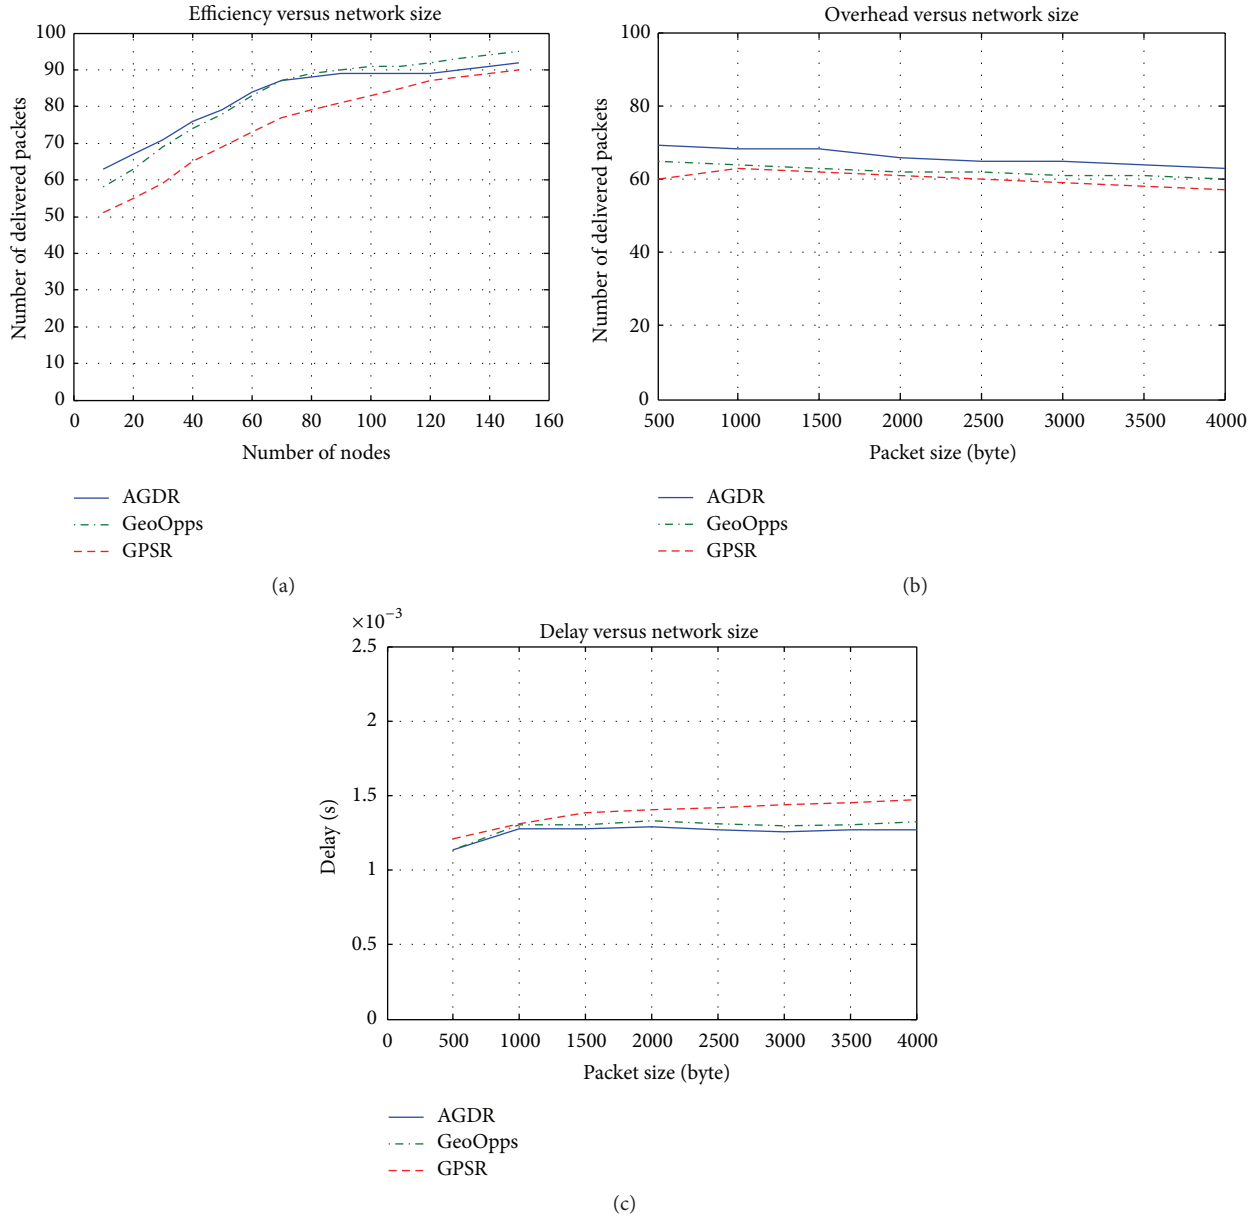 Efficiency versus network size
Number of delivered packets
100
90
80
70
60
50
40
30
20
10
0
0 20 40 60 80 100 120 140 160
Number of nodes
AGDR
GeoOpps
GPSR
(a)
Overhead versus network size
Number of delivered packets
100
80
60
40
20
0
500 1000 1500 2000 2500 3000 3500 4000
Packet size (byte)
AGDR
GeoOpps
GPSR
(b)
×10−3
Delay versus network size
Delay (s)
2.5
2
1.5
1
0.5
0
0 500 1000 1500 2000 2500 3000 3500 4000
Packet size (byte)
AGDR
GeoOpps
GPSR
(c)